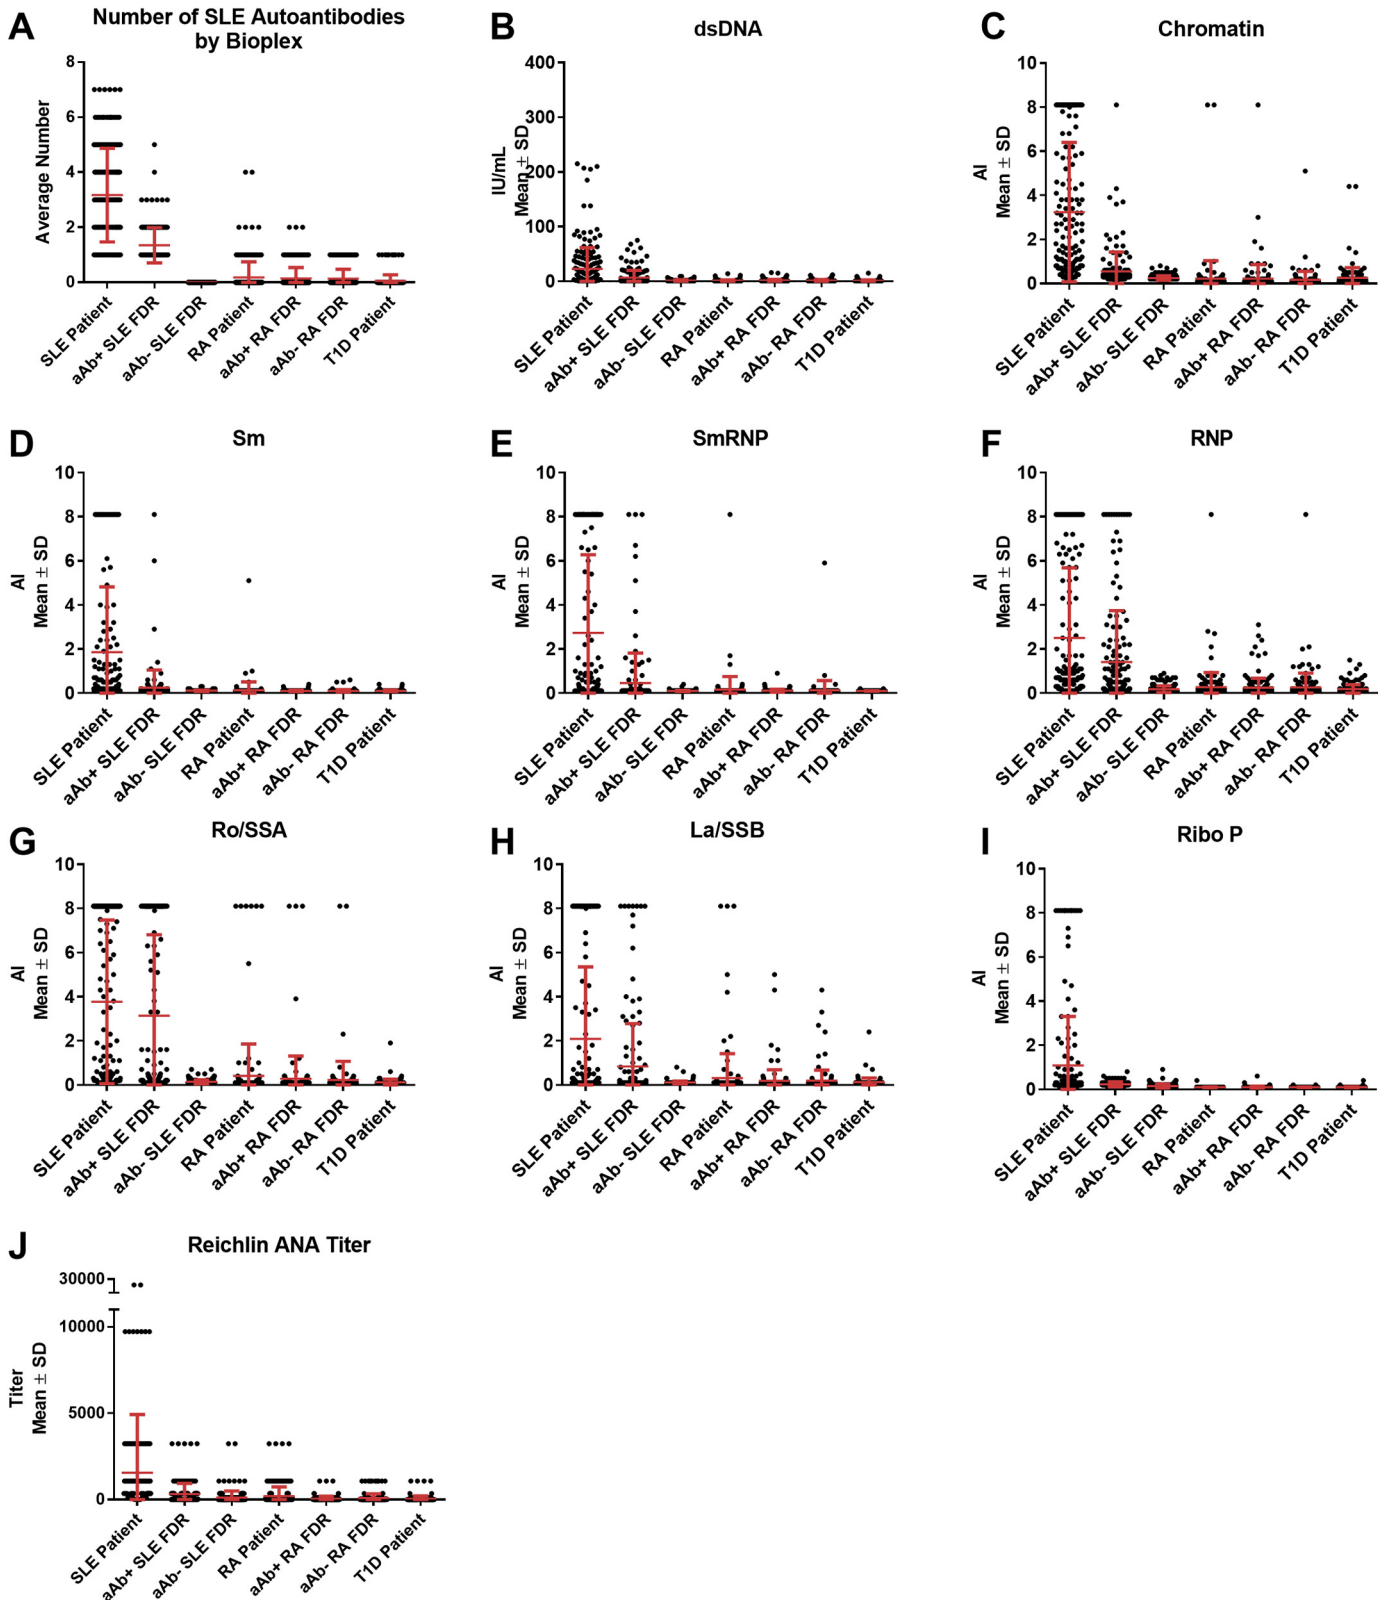 A
Number of SLE Autoantibodies
by Bioplex
Average Number
8
6
4
2
0
SLE Patient
aAb+ SLE FDR
aAb- SLE FDR
RA Patient
aAb+ RA FDR
aAb- RA FDR
T1D Patient
B
dsDNA
IU/mL
Mean ± SD
400
300
200
100
0
SLE Patient
aAb+ SLE FDR
aAb- SLE FDR
RA Patient
aAb+ RA FDR
aAb- RA FDR
T1D Patient
C
Chromatin
AI
Mean ± SD
10
8
6
4
2
0
SLE Patient
aAb+ SLE FDR
aAb- SLE FDR
RA Patient
aAb+ RA FDR
aAb- RA FDR
T1D Patient
D
Sm
AI
Mean ± SD
10
8
6
4
2
0
SLE Patient
aAb+ SLE FDR
aAb- SLE FDR
RA Patient
aAb+ RA FDR
aAb- RA FDR
T1D Patient
E
SmRNP
AI
Mean ± SD
10
8
6
4
2
0
SLE Patient
aAb+ SLE FDR
aAb- SLE FDR
RA Patient
aAb+ RA FDR
aAb- RA FDR
T1D Patient
F
RNP
AI
Mean ± SD
10
8
6
4
2
0
SLE Patient
aAb+ SLE FDR
aAb- SLE FDR
RA Patient
aAb+ RA FDR
aAb- RA FDR
T1D Patient
G
Ro/SSA
AI
Mean ± SD
10
8
6
4
2
0
SLE Patient
aAb+ SLE FDR
aAb- SLE FDR
RA Patient
aAb+ RA FDR
aAb- RA FDR
T1D Patient
H
La/SSB
AI
Mean ± SD
10
8
6
4
2
0
SLE Patient
aAb+ SLE FDR
aAb- SLE FDR
RA Patient
aAb+ RA FDR
aAb- RA FDR
T1D Patient
I
Ribo P
AI
Mean ± SD
10
8
6
4
2
0
SLE Patient
aAb+ SLE FDR
aAb- SLE FDR
RA Patient
aAb+ RA FDR
aAb- RA FDR
T1D Patient
J
Reichlin ANA Titer
Titer
Mean ± SD
30000
10000
5000
0
SLE Patient
aAb+ SLE FDR
aAb- SLE FDR
RA Patient
aAb+ RA FDR
aAb- RA FDR
T1D Patient